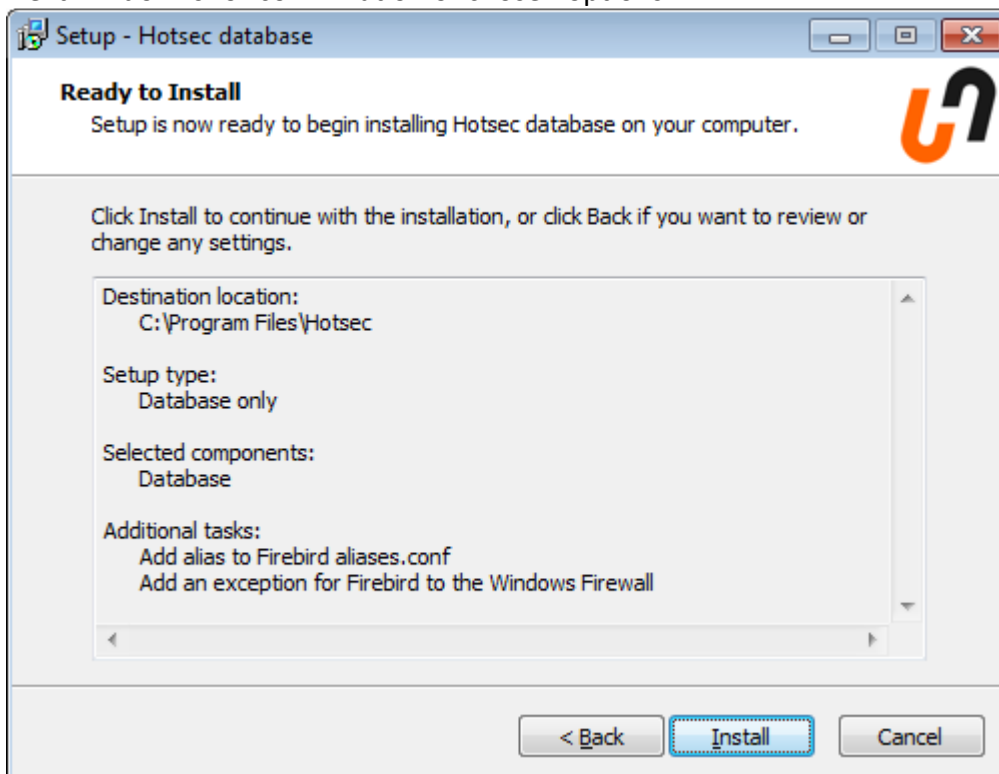 Setup - Hotsec database
Ready to Install
Setup is now ready to begin installing Hotsec database on your computer.
Click Install to continue with the installation, or click Back if you want to review or
change any settings.
Destination location:
C:\Program Files\Hotsec
Setup type:
Database only
Selected components:
Database
Additional tasks:
Add alias to Firebird aliases.conf
Add an exception for Firebird to the Windows Firewall
< Back
Install
Cancel